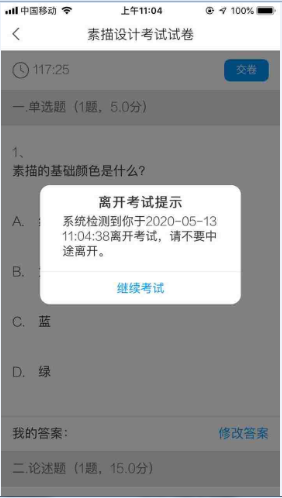 中国移动 上午11:04 100%
素描设计考试试卷
117:25 交卷
一.单选题（1题，5.0分）
1、
素描的基础颜色是什么？
离开考试提示
系统检测到你于2020-05-13
11:04:38离开考试，请不要中
途离开。
继续考试
A.
B.
C. 蓝
D. 绿
我的答案： 修改答案
二.论述题（1题，15.0分）